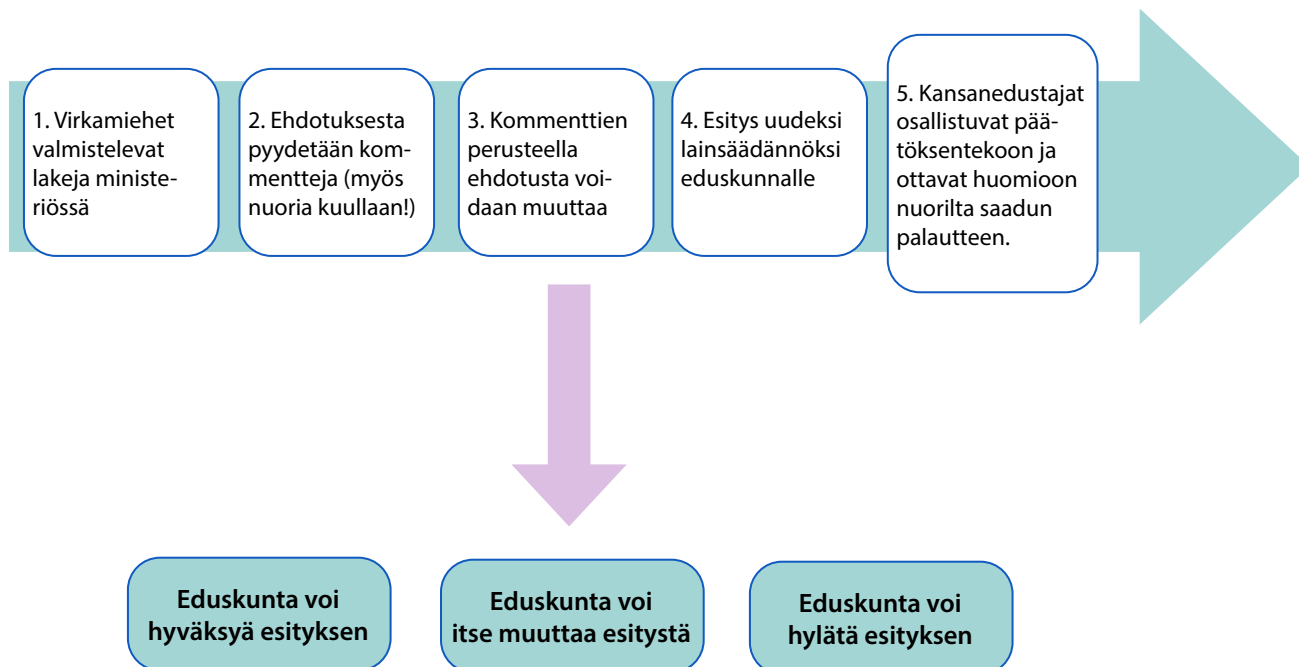 1. Virkamiehet
valmistelevat
lakeja ministe-
riössä
2. Ehdotuksesta
pyydetään kom-
mentteja (myös
nuoria kuullaan!)
3. Kommenttien
perusteella
ehdotusta voi-
daan muuttaa
4. Esitys uudeksi
lainsäädännöksi
eduskunnalle
5. Kansanedustajat
osallistuvat pää-
töksentekoon ja
ottavat huomioon
nuorilta saadun
palautteen.
Eduskunta voi
hyväksyä esityksen
Eduskunta voi
itse muuttaa esitystä
Eduskunta voi
hylätä esityksen